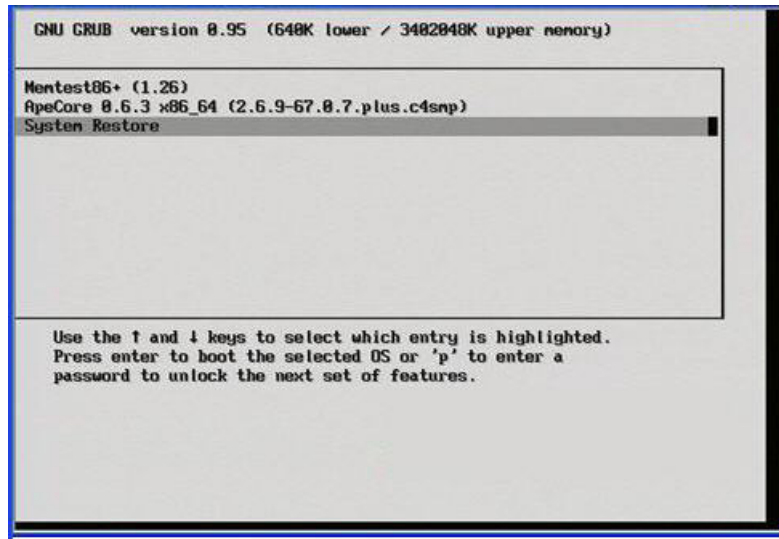 GNU GRUB version 0.95 (640K lower / 3402048K upper memory)
Memtest86+ (1.26)
ApeCore 0.6.3 x86_64 (2.6.9-67.0.7.plus.c4smp)
System Restore
Use the ↑ and ↓ keys to select which entry is highlighted.
Press enter to boot the selected OS or 'p' to enter a
password to unlock the next set of features.